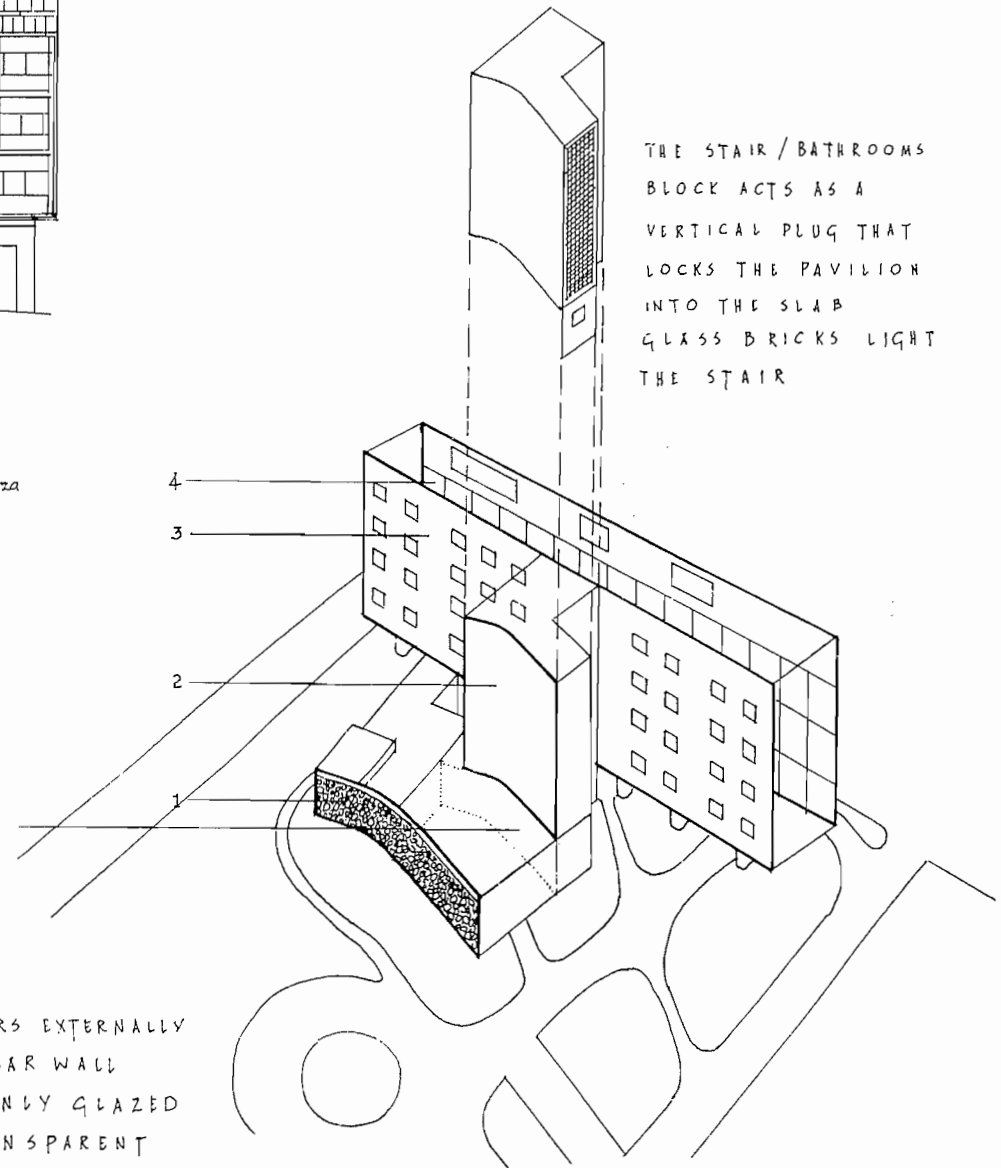 THE STAIR / BATHROOMS
BLOCK ACTS AS A
VERTICAL PLUG THAT
LOCKS THE PAVILION
INTO THE SLAB
GLASS BRICKS LIGHT
THE STAIR
za
4
3
2
1
RS EXTERNALLY
AR WALL
NLY GLAZED
NSPARENT